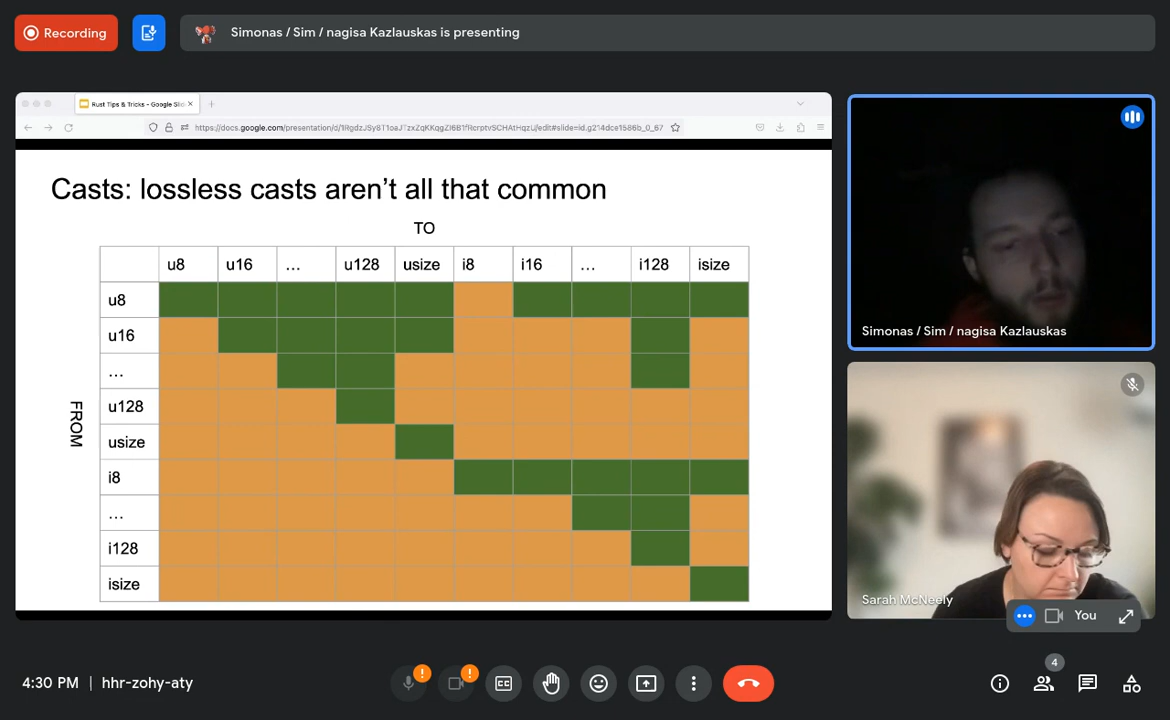 Recording
Simonas / Sim / nagisa Kazlauskas is presenting
Rust Tips & Tricks - Google Slid
Casts: lossless casts aren't all that common
TO
u8 u16 ... u128 usize i8 i16 ... i128 isize
u8
u16
...
u128
usize
i8
...
i128
isize
FROM
Simonas / Sim / nagisa Kazlauskas
Sarah McNeely
You
4:30 PM | hhr-zohy-aty
! ! CC
4